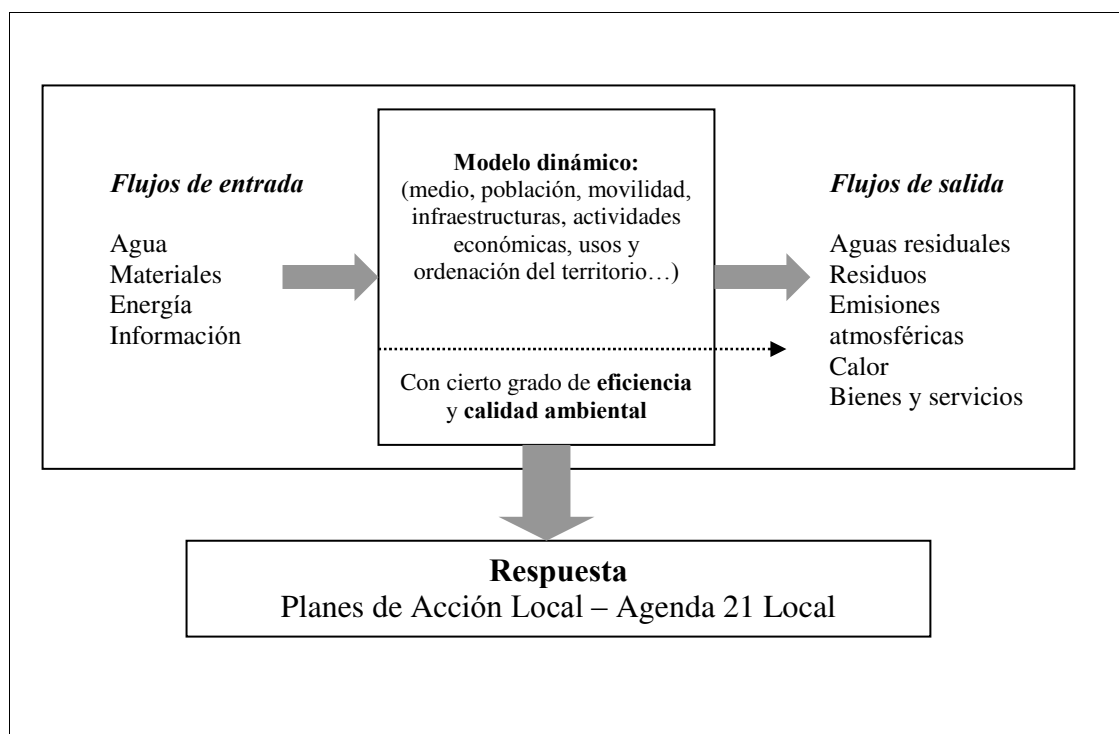 Flujos de entrada
Agua
Materiales
Energía
Información
Modelo dinámico:
(medio, población, movilidad,
infraestructuras, actividades
económicas, usos y
ordenación del territorio…)
Con cierto grado de eficiencia
y calidad ambiental
Flujos de salida
Aguas residuales
Residuos
Emisiones
atmosféricas
Calor
Bienes y servicios
Respuesta
Planes de Acción Local – Agenda 21 Local